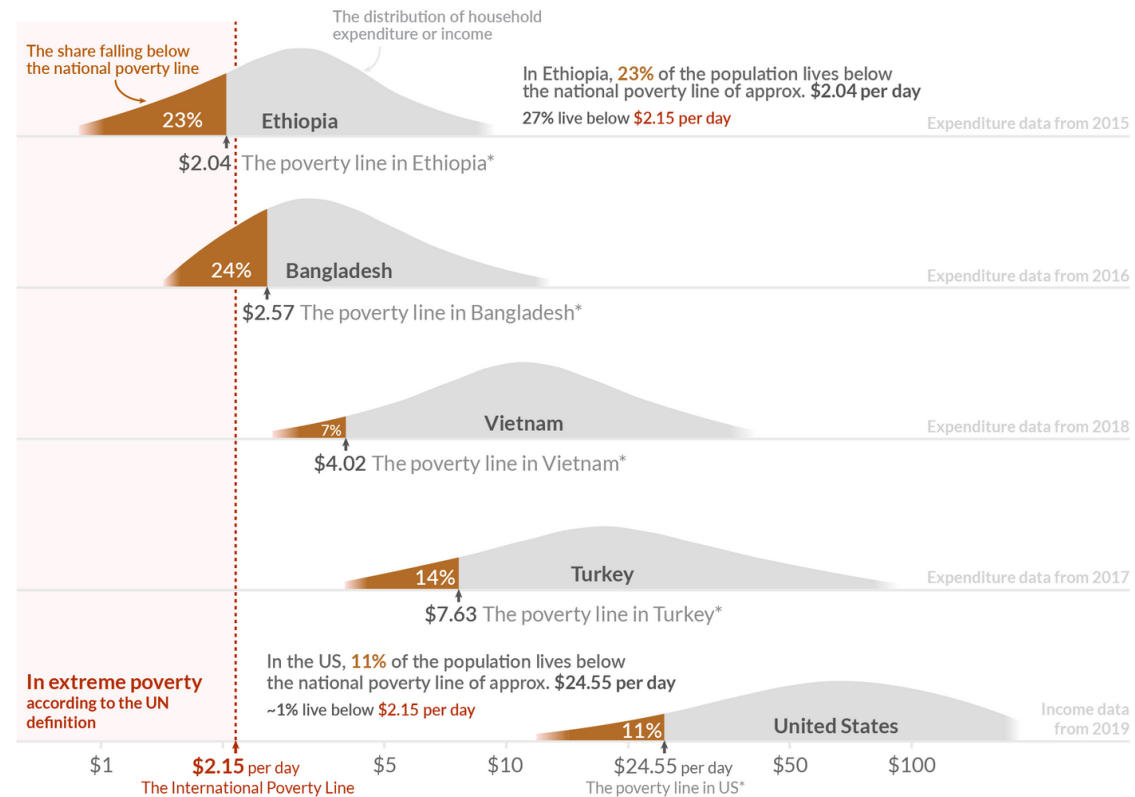 The distribution of household
expenditure or income
The share falling below
the national poverty line
In Ethiopia, 23% of the population lives below
the national poverty line of approx. $2.04 per day
27% live below $2.15 per day
23%
Ethiopia
Expenditure data from 2015
$2.04 The poverty line in Ethiopia*
24%
Bangladesh
Expenditure data from 2016
$2.57 The poverty line in Bangladesh*
7%
Vietnam
Expenditure data from 2018
$4.02 The poverty line in Vietnam*
14%
Turkey
Expenditure data from 2017
$7.63 The poverty line in Turkey*
In the US, 11% of the population lives below
the national poverty line of approx. $24.55 per day
~1% live below $2.15 per day
In extreme poverty
according to the UN
definition
11%
United States
Income data
from 2019
$1
$2.15 per day
The International Poverty Line
$5
$10
$24.55 per day
The poverty line in US*
$50
$100